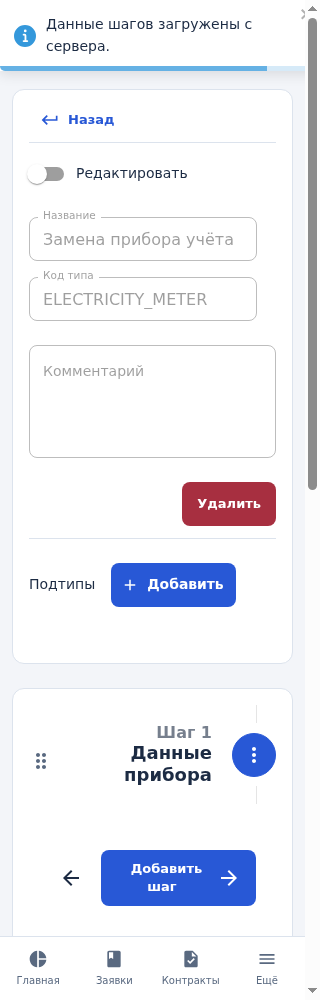 Данные шагов загружены с
сервера.
Назад
Редактировать
Название
Замена прибора учёта
Код типа
ELECTRICITY_METER
Комментарий
Удалить
Подтипы
Добавить
Шаг 1
Данные
прибора
Добавить
шаг
Главная
Заявки
Контракты
Ещё